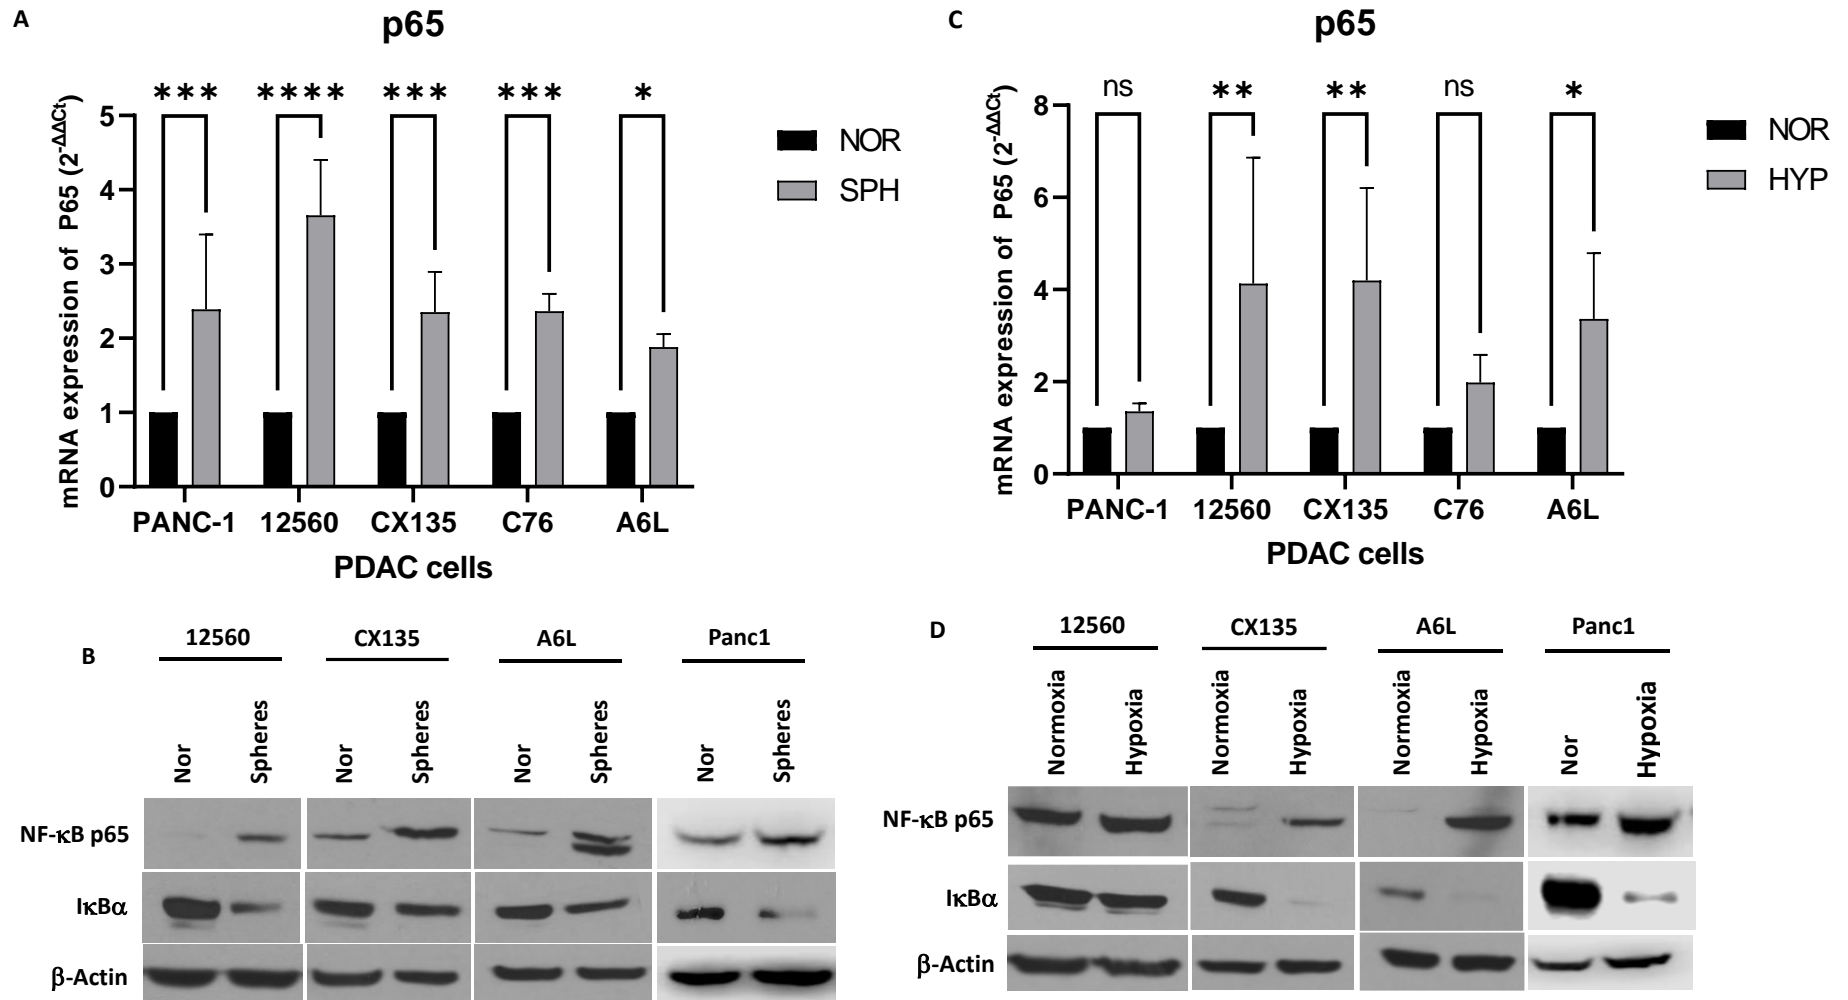 A
p65
*** **** *** *** *
mRNA expression of P65 (2^-ΔΔCt)
5
4
3
2
1
0
PANC-1 12560 CX135 C76 A6L
PDAC cells
NOR
SPH
C
p65
ns ** ** ns *
mRNA expression of P65 (2^-ΔΔCt)
8
6
4
2
0
PANC-1 12560 CX135 C76 A6L
PDAC cells
NOR
HYP
B
12560 CX135 A6L Panc1
Nor Spheres Nor Spheres Nor Spheres Nor Spheres
NF-κB p65
IκBα
β-Actin
D
12560 CX135 A6L Panc1
Normoxia Hypoxia Normoxia Hypoxia Normoxia Hypoxia Nor Hypoxia
NF-κB p65
IκBα
β-Actin